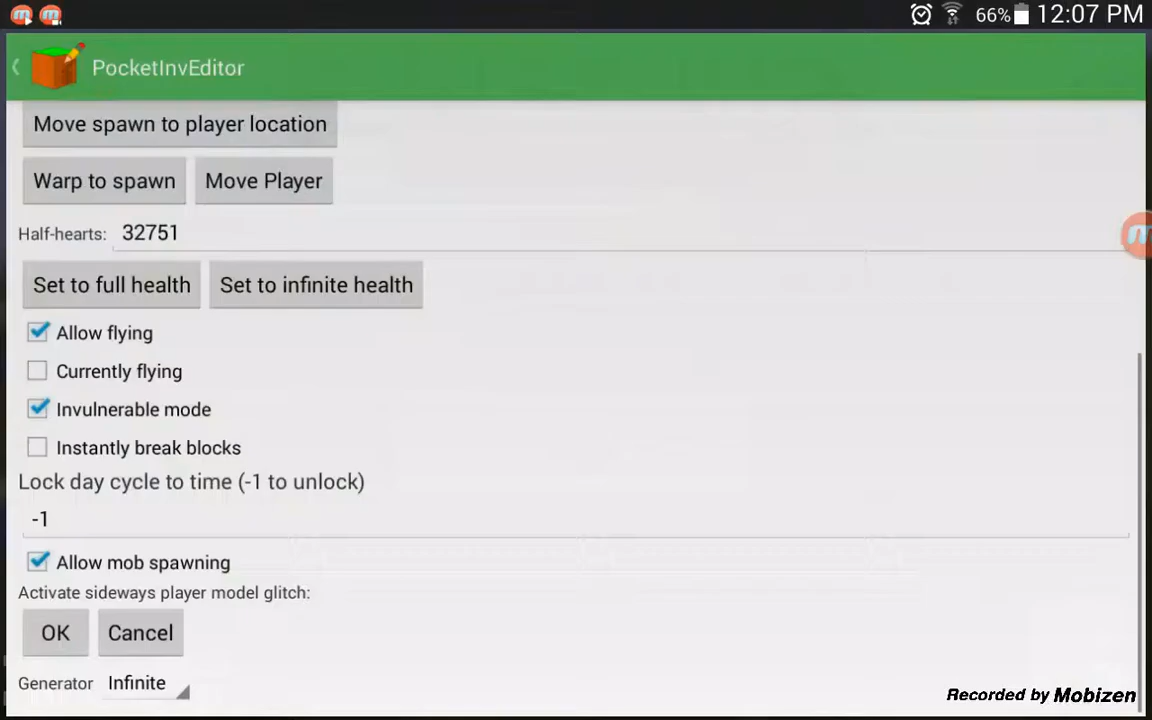 66% 12:07 PM
PocketInvEditor
Move spawn to player location
Warp to spawn Move Player
Half-hearts: 32751
Set to full health Set to infinite health
Allow flying
Currently flying
Invulnerable mode
Instantly break blocks
Lock day cycle to time (-1 to unlock)
-1
Allow mob spawning
Activate sideways player model glitch:
OK Cancel
Generator Infinite
Recorded by Mobizen